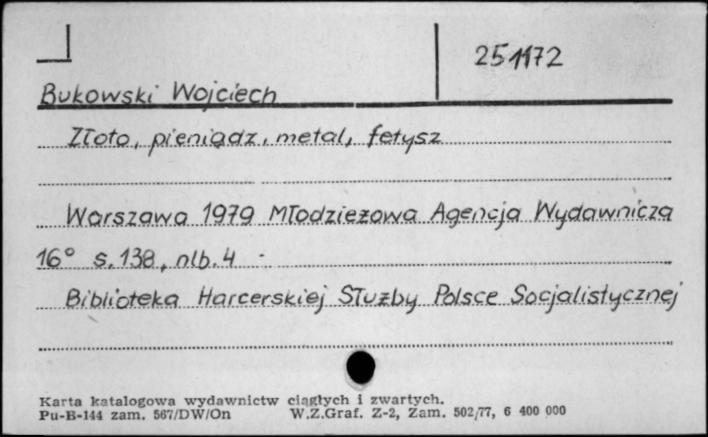 251172
Bukowski Wojciech
Złoto, pieniądz, metal, fetysz
Warszawa 1979 Młodzieżowa Agencja Wydawnicza
16° s. 138, nlb. 4
Biblioteka Harcerskiej Służby Polsce Socjalistycznej
Karta katalogowa wydawnictw ciągłych i zwartych.
Pu-B-144 zam. 567/DW/On W.Z.Graf. Z-2, Zam. 502/77, 6 400 000